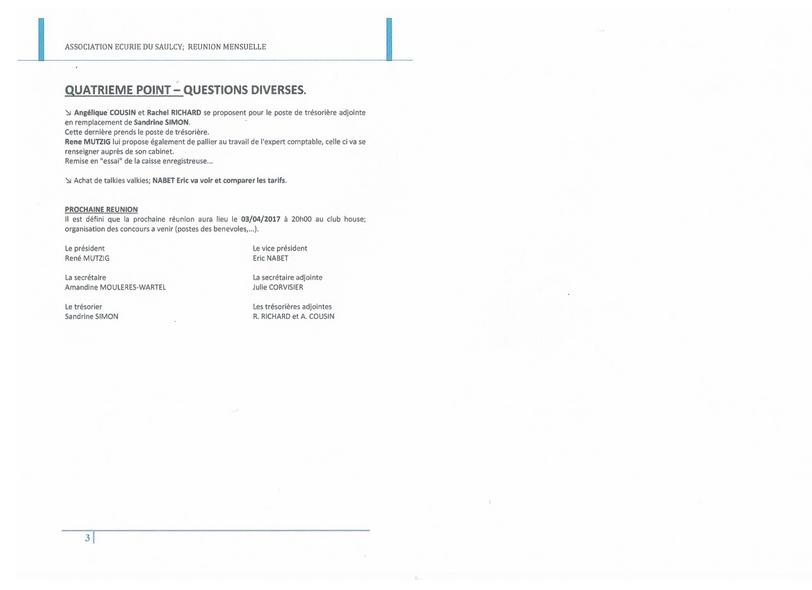 ASSOCIATION ECURIE DU SAULCY; REUNION MENSUELLE
QUATRIEME POINT – QUESTIONS DIVERSES.
↘ Angélique COUSIN et Rachel RICHARD se proposent pour le poste de trésorière adjointe
en remplacement de Sandrine SIMON.
Cette dernière prends le poste de trésorière.
Rene MUTZIG lui propose également de pallier au travail de l'expert comptable, celle ci va se
renseigner auprès de son cabinet.
Remise en "essai" de la caisse enregistreuse...
↘ Achat de talkies valkies; NABET Eric va voir et comparer les tarifs.
PROCHAINE REUNION
Il est défini que la prochaine réunion aura lieu le 03/04/2017 à 20h00 au club house;
organisation des concours a venir (postes des benevoles,...).
Le président
René MUTZIG
Le vice président
Eric NABET
La secrétaire
Amandine MOULERES-WARTEL
La secrétaire adjointe
Julie CORVISIER
Le trésorier
Sandrine SIMON
Les trésorières adjointes
R. RICHARD et A. COUSIN
3